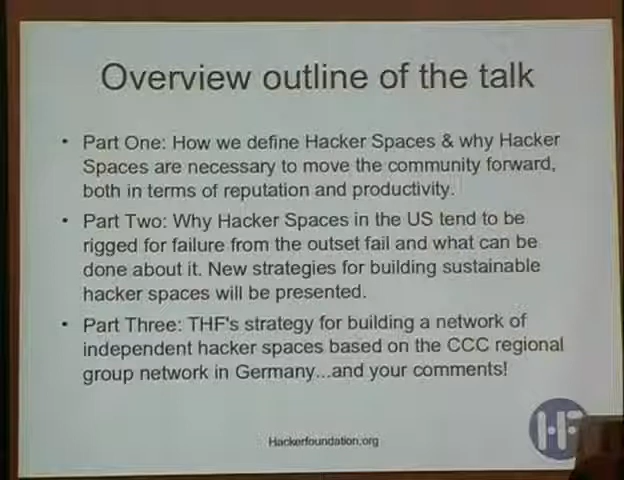 Overview outline of the talk
• Part One: How we define Hacker Spaces & why Hacker
Spaces are necessary to move the community forward,
both in terms of reputation and productivity.
• Part Two: Why Hacker Spaces in the US tend to be
rigged for failure from the outset fail and what can be
done about it. New strategies for building sustainable
hacker spaces will be presented.
• Part Three: THF's strategy for building a network of
independent hacker spaces based on the CCC regional
group network in Germany...and your comments!
Hackerfoundation.org
HF